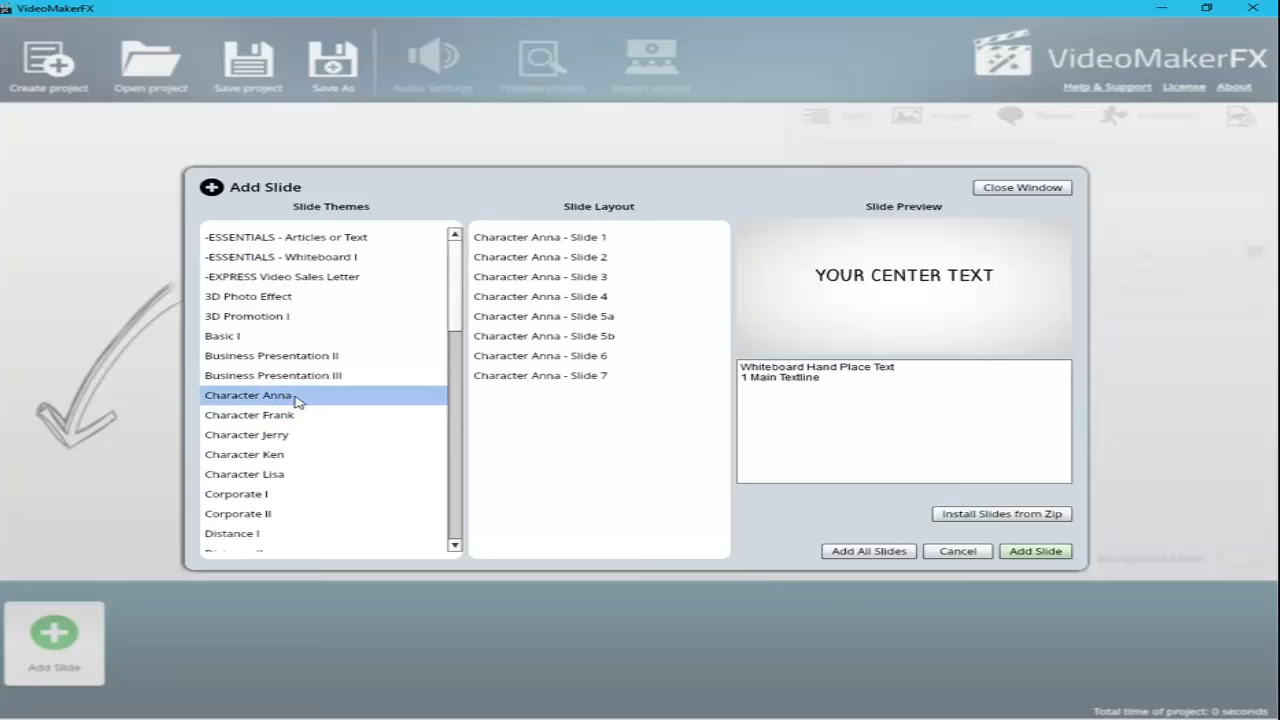 VideoMakerFX
Create project
Open project
Save project
Save As
Audio Settings
Preview project
Export project
VideoMakerFX
Help & Support
License
About
Add Slide
Close Window
Slide Themes
Slide Layout
Slide Preview
-ESSENTIALS - Articles or Text
-ESSENTIALS - Whiteboard I
-EXPRESS Video Sales Letter
3D Photo Effect
3D Promotion I
Basic I
Business Presentation II
Business Presentation III
Character Anna
Character Frank
Character Jerry
Character Ken
Character Lisa
Corporate I
Corporate II
Distance I
Character Anna - Slide 1
Character Anna - Slide 2
Character Anna - Slide 3
Character Anna - Slide 4
Character Anna - Slide 5a
Character Anna - Slide 5b
Character Anna - Slide 6
Character Anna - Slide 7
YOUR CENTER TEXT
Whiteboard Hand Place Text
1 Main Textline
Install Slides from Zip
Add All Slides
Cancel
Add Slide
Add Slide
Total time of project: 0 seconds